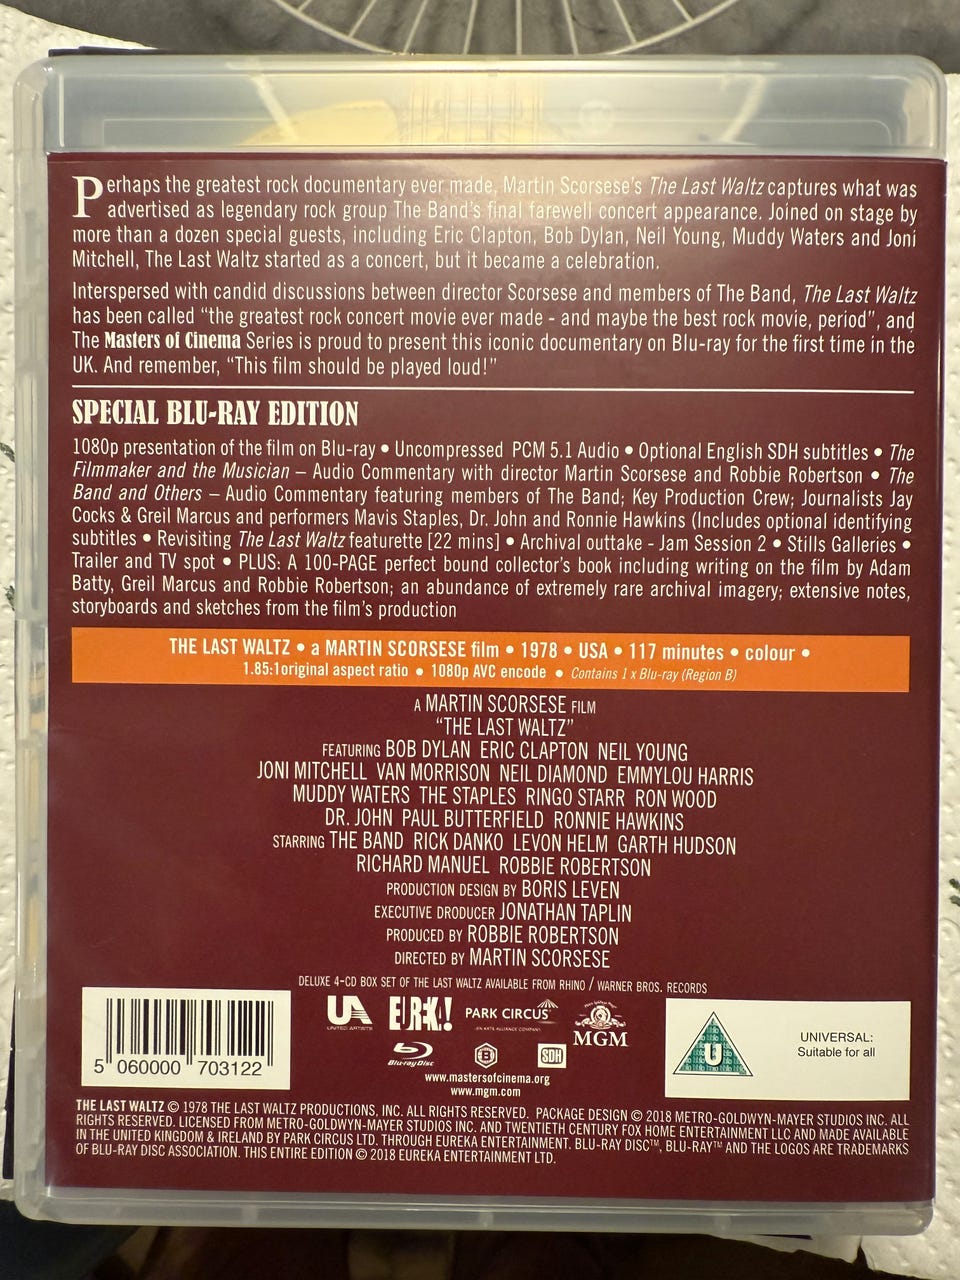 Perhaps the greatest rock documentary ever made, Martin Scorsese's The Last Waltz captures what was
advertised as legendary rock group The Band's final farewell concert appearance. Joined on stage by
more than a dozen special guests, including Eric Clapton, Bob Dylan, Neil Young, Muddy Waters and Joni
Mitchell, The Last Waltz started as a concert, but it became a celebration.
Interspersed with candid discussions between director Scorsese and members of The Band, The Last Waltz
has been called “the greatest rock concert movie ever made - and maybe the best rock movie, period”, and
The Masters of Cinema Series is proud to present this iconic documentary on Blu-ray for the first time in the
UK. And remember, “This film should be played loud!”
SPECIAL BLU-RAY EDITION
1080p presentation of the film on Blu-ray • Uncompressed PCM 5.1 Audio • Optional English SDH subtitles • The
Filmmaker and the Musician – Audio Commentary with director Martin Scorsese and Robbie Robertson • The
Band and Others – Audio Commentary featuring members of The Band; Key Production Crew; Journalists Jay
Cocks & Greil Marcus and performers Mavis Staples, Dr. John and Ronnie Hawkins (Includes optional identifying
subtitles • Revisiting The Last Waltz featurette [22 mins] • Archival outtake - Jam Session 2 • Stills Galleries •
Trailer and TV spot • PLUS: A 100-PAGE perfect bound collector's book including writing on the film by Adam
Batty, Greil Marcus and Robbie Robertson; an abundance of extremely rare archival imagery; extensive notes,
storyboards and sketches from the film's production
THE LAST WALTZ • a MARTIN SCORSESE film • 1978 • USA • 117 minutes • colour •
1.85:1original aspect ratio • 1080p AVC encode • Contains 1 x Blu-ray (Region B)
A MARTIN SCORSESE FILM
“THE LAST WALTZ”
FEATURING BOB DYLAN ERIC CLAPTON NEIL YOUNG
JONI MITCHELL VAN MORRISON NEIL DIAMOND EMMYLOU HARRIS
MUDDY WATERS THE STAPLES RINGO STARR RON WOOD
DR. JOHN PAUL BUTTERFIELD RONNIE HAWKINS
STARRING THE BAND RICK DANKO LEVON HELM GARTH HUDSON
RICHARD MANUEL ROBBIE ROBERTSON
PRODUCTION DESIGN BY BORIS LEVEN
EXECUTIVE DRODUCER JONATHAN TAPLIN
PRODUCED BY ROBBIE ROBERTSON
DIRECTED BY MARTIN SCORSESE
DELUXE 4-CD BOX SET OF THE LAST WALTZ AVAILABLE FROM RHINO / WARNER BROS. RECORDS
5 060000 703122
UA
UNITED ARTISTS
EUREKA!
PARK CIRCUS
AN ARTS ALLIANCE COMPANY
MGM
Blu-ray Disc
B
SDH
www.mastersofcinema.org
www.mgm.com
U
UNIVERSAL:
Suitable for all
THE LAST WALTZ © 1978 THE LAST WALTZ PRODUCTIONS, INC. ALL RIGHTS RESERVED. PACKAGE DESIGN © 2018 METRO-GOLDWYN-MAYER STUDIOS INC. ALL
RIGHTS RESERVED. LICENSED FROM METRO-GOLDWYN-MAYER STUDIOS INC. AND TWENTIETH CENTURY FOX HOME ENTERTAINMENT LLC AND MADE AVAILABLE
IN THE UNITED KINGDOM & IRELAND BY PARK CIRCUS LTD. THROUGH EUREKA ENTERTAINMENT. BLU-RAY DISC™, BLU-RAY™ AND THE LOGOS ARE TRADEMARKS
OF BLU-RAY DISC ASSOCIATION. THIS ENTIRE EDITION © 2018 EUREKA ENTERTAINMENT LTD.